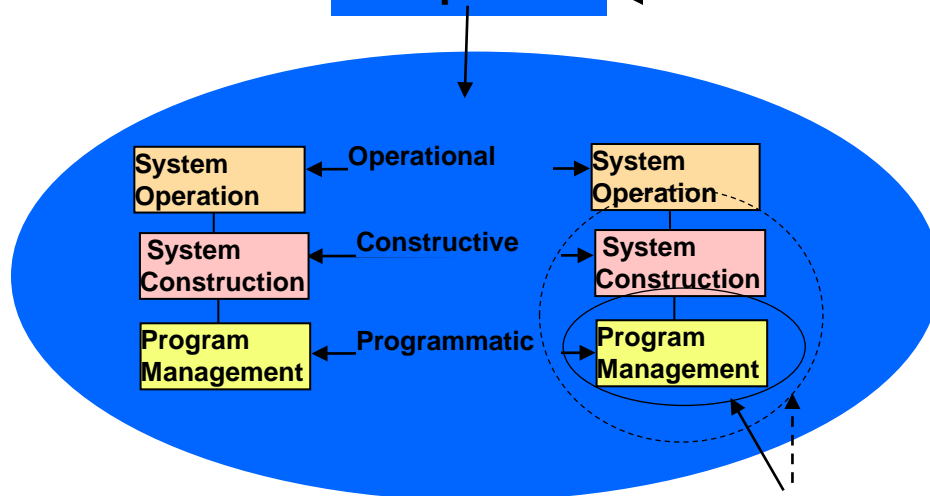 System
Operation
Operational
System
Operation
System
Construction
Constructive
System
Construction
Program
Management
Programmatic
Program
Management